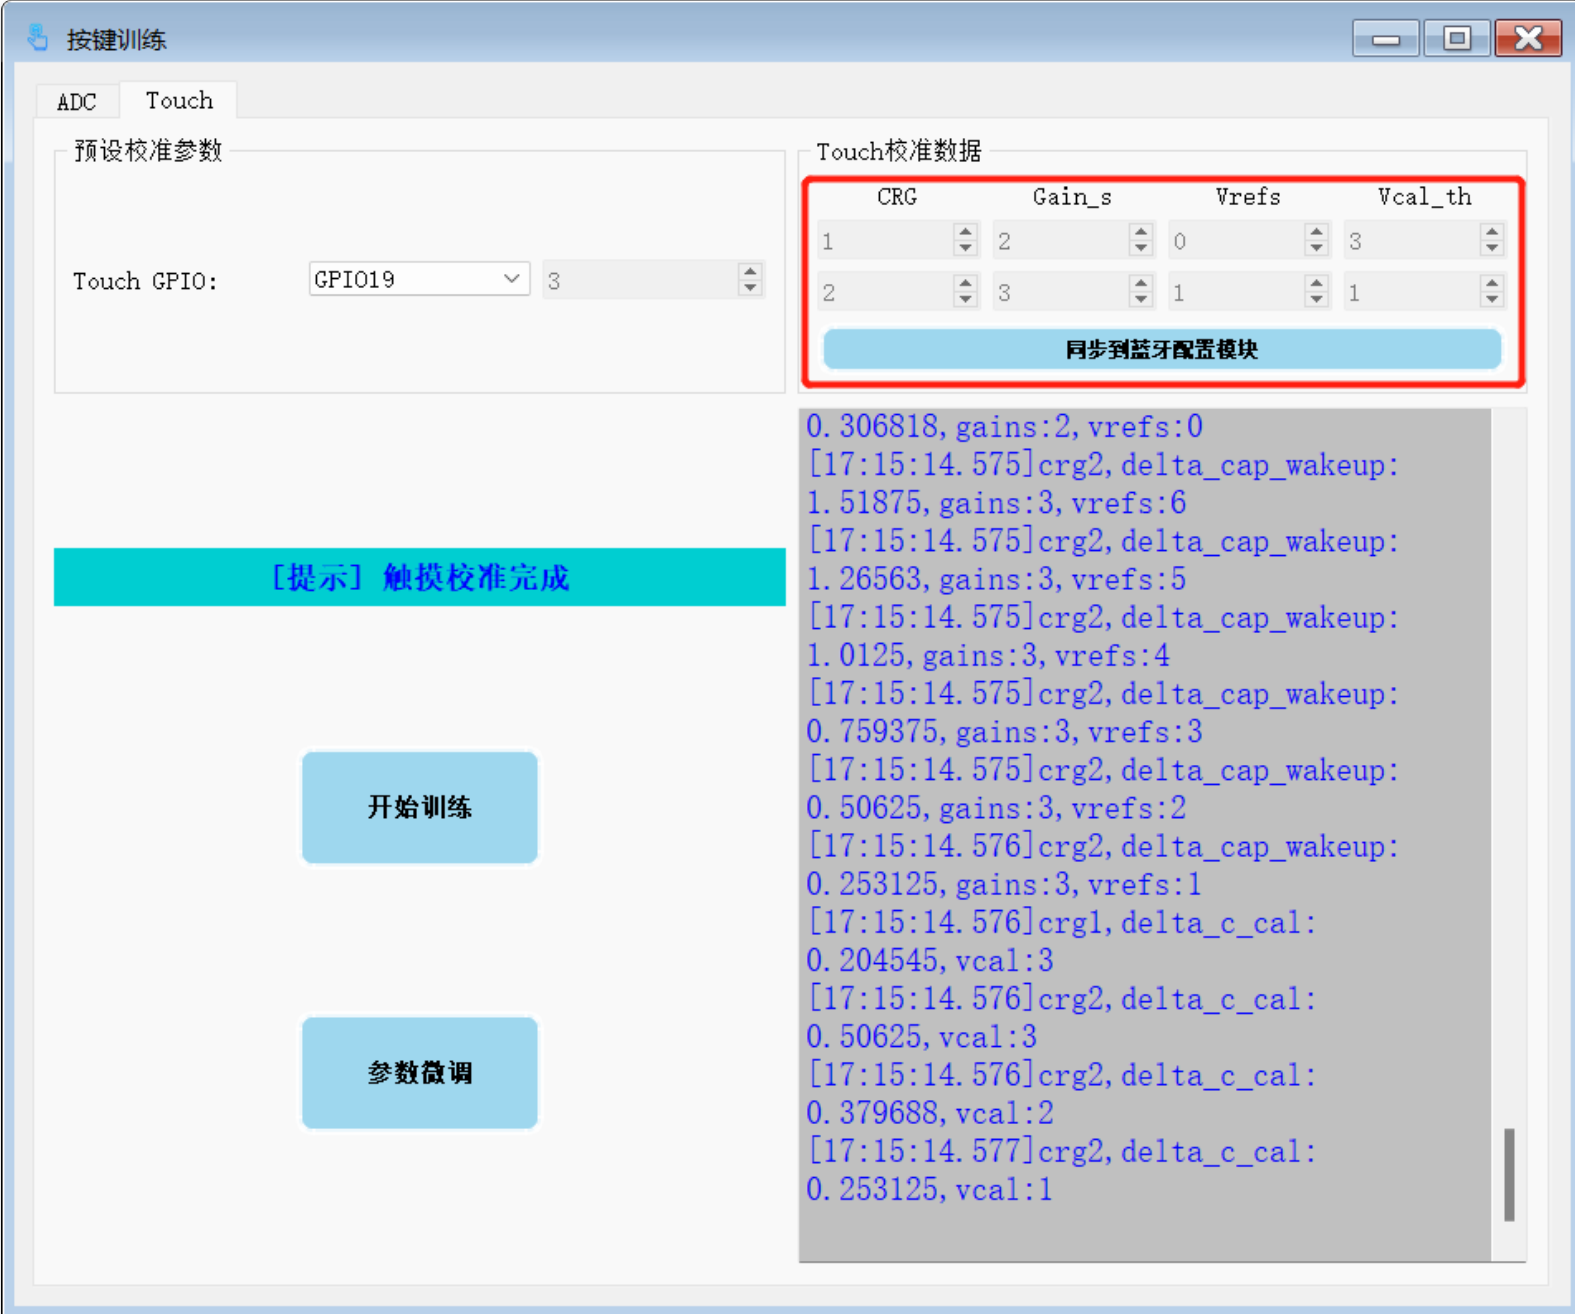 按键训练
ADC
Touch
预设校准参数
Touch GPIO:
GPIO19
3
Touch校准数据
CRG Gain_s Vrefs Vcal_th
1 2 0 3
2 3 1 1
同步到蓝牙配置模块
[提示] 触摸校准完成
开始训练
参数微调
0.306818,gains:2,vrefs:0
[17:15:14.575]crg2,delta_cap_wakeup:
1.51875,gains:3,vrefs:6
[17:15:14.575]crg2,delta_cap_wakeup:
1.26563,gains:3,vrefs:5
[17:15:14.575]crg2,delta_cap_wakeup:
1.0125,gains:3,vrefs:4
[17:15:14.575]crg2,delta_cap_wakeup:
0.759375,gains:3,vrefs:3
[17:15:14.575]crg2,delta_cap_wakeup:
0.50625,gains:3,vrefs:2
[17:15:14.576]crg2,delta_cap_wakeup:
0.253125,gains:3,vrefs:1
[17:15:14.576]crg1,delta_c_cal:
0.204545,vcal:3
[17:15:14.576]crg2,delta_c_cal:
0.50625,vcal:3
[17:15:14.576]crg2,delta_c_cal:
0.379688,vcal:2
[17:15:14.577]crg2,delta_c_cal:
0.253125,vcal:1